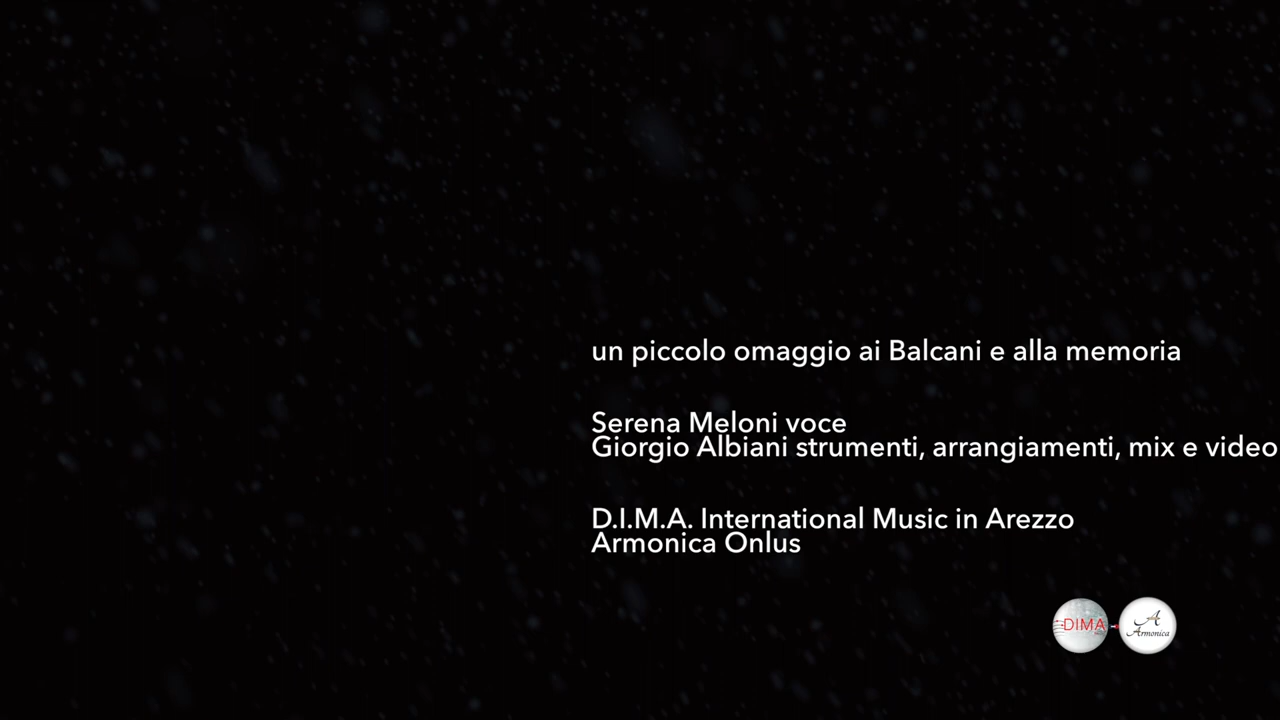 un piccolo omaggio ai Balcani e alla memoria
Serena Meloni voce
Giorgio Albiani strumenti, arrangiamenti, mix e video
D.I.M.A. International Music in Arezzo
Armonica Onlus
DIMA
A
Armonica